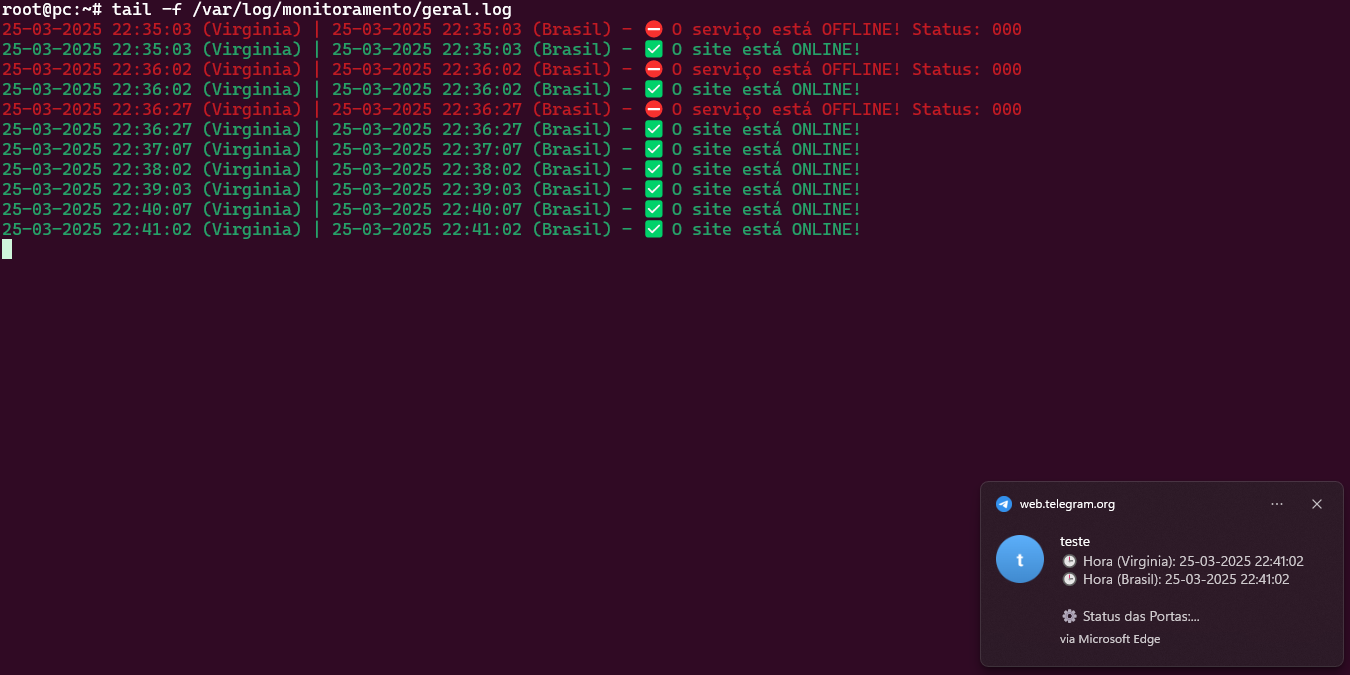 root@pc:~# tail -f /var/log/monitoramento/geral.log
25-03-2025 22:35:03 (Virginia) | 25-03-2025 22:35:03 (Brasil) - ⛔ O serviço está OFFLINE! Status: 000
25-03-2025 22:35:03 (Virginia) | 25-03-2025 22:35:03 (Brasil) - ✅ O site está ONLINE!
25-03-2025 22:36:02 (Virginia) | 25-03-2025 22:36:02 (Brasil) - ⛔ O serviço está OFFLINE! Status: 000
25-03-2025 22:36:02 (Virginia) | 25-03-2025 22:36:02 (Brasil) - ✅ O site está ONLINE!
25-03-2025 22:36:27 (Virginia) | 25-03-2025 22:36:27 (Brasil) - ⛔ O serviço está OFFLINE! Status: 000
25-03-2025 22:36:27 (Virginia) | 25-03-2025 22:36:27 (Brasil) - ✅ O site está ONLINE!
25-03-2025 22:37:07 (Virginia) | 25-03-2025 22:37:07 (Brasil) - ✅ O site está ONLINE!
25-03-2025 22:38:02 (Virginia) | 25-03-2025 22:38:02 (Brasil) - ✅ O site está ONLINE!
25-03-2025 22:39:03 (Virginia) | 25-03-2025 22:39:03 (Brasil) - ✅ O site está ONLINE!
25-03-2025 22:40:07 (Virginia) | 25-03-2025 22:40:07 (Brasil) - ✅ O site está ONLINE!
25-03-2025 22:41:02 (Virginia) | 25-03-2025 22:41:02 (Brasil) - ✅ O site está ONLINE!
web.telegram.org
t
teste
🕒 Hora (Virginia): 25-03-2025 22:41:02
🕒 Hora (Brasil): 25-03-2025 22:41:02
⚙️ Status das Portas:...
via Microsoft Edge